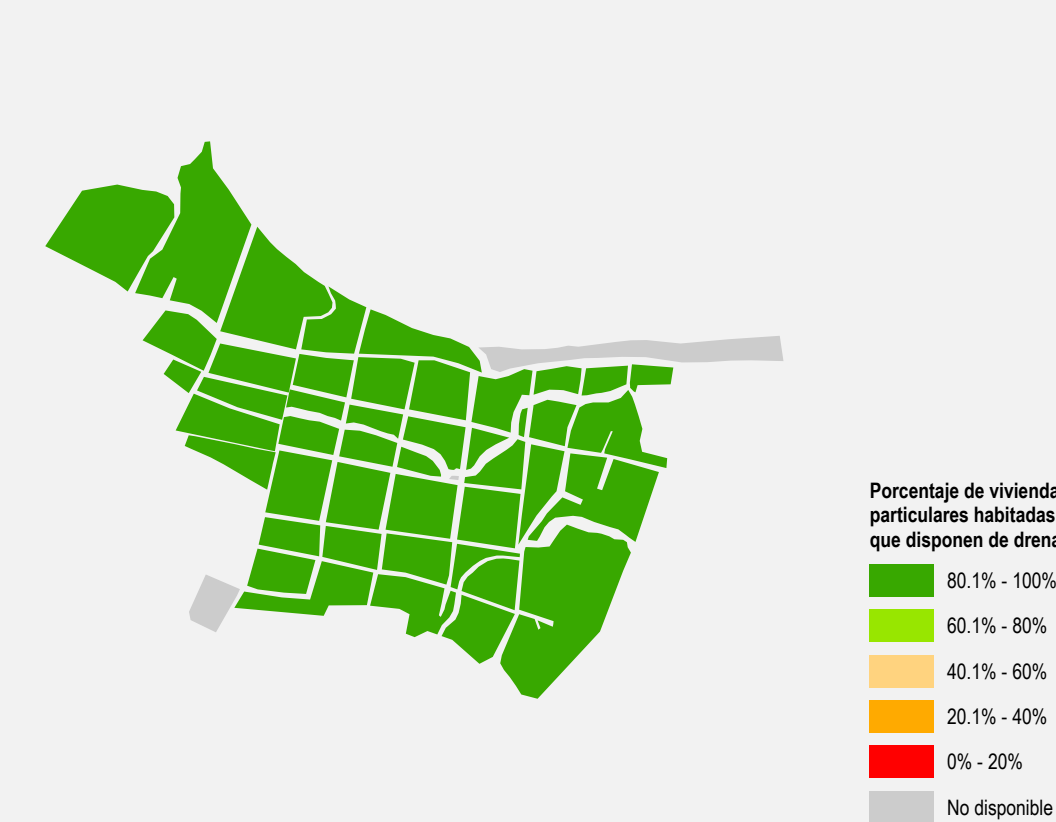 Porcentaje de vivienda
particulares habitadas
que disponen de drena
80.1% - 100%
60.1% - 80%
40.1% - 60%
20.1% - 40%
0% - 20%
No disponible